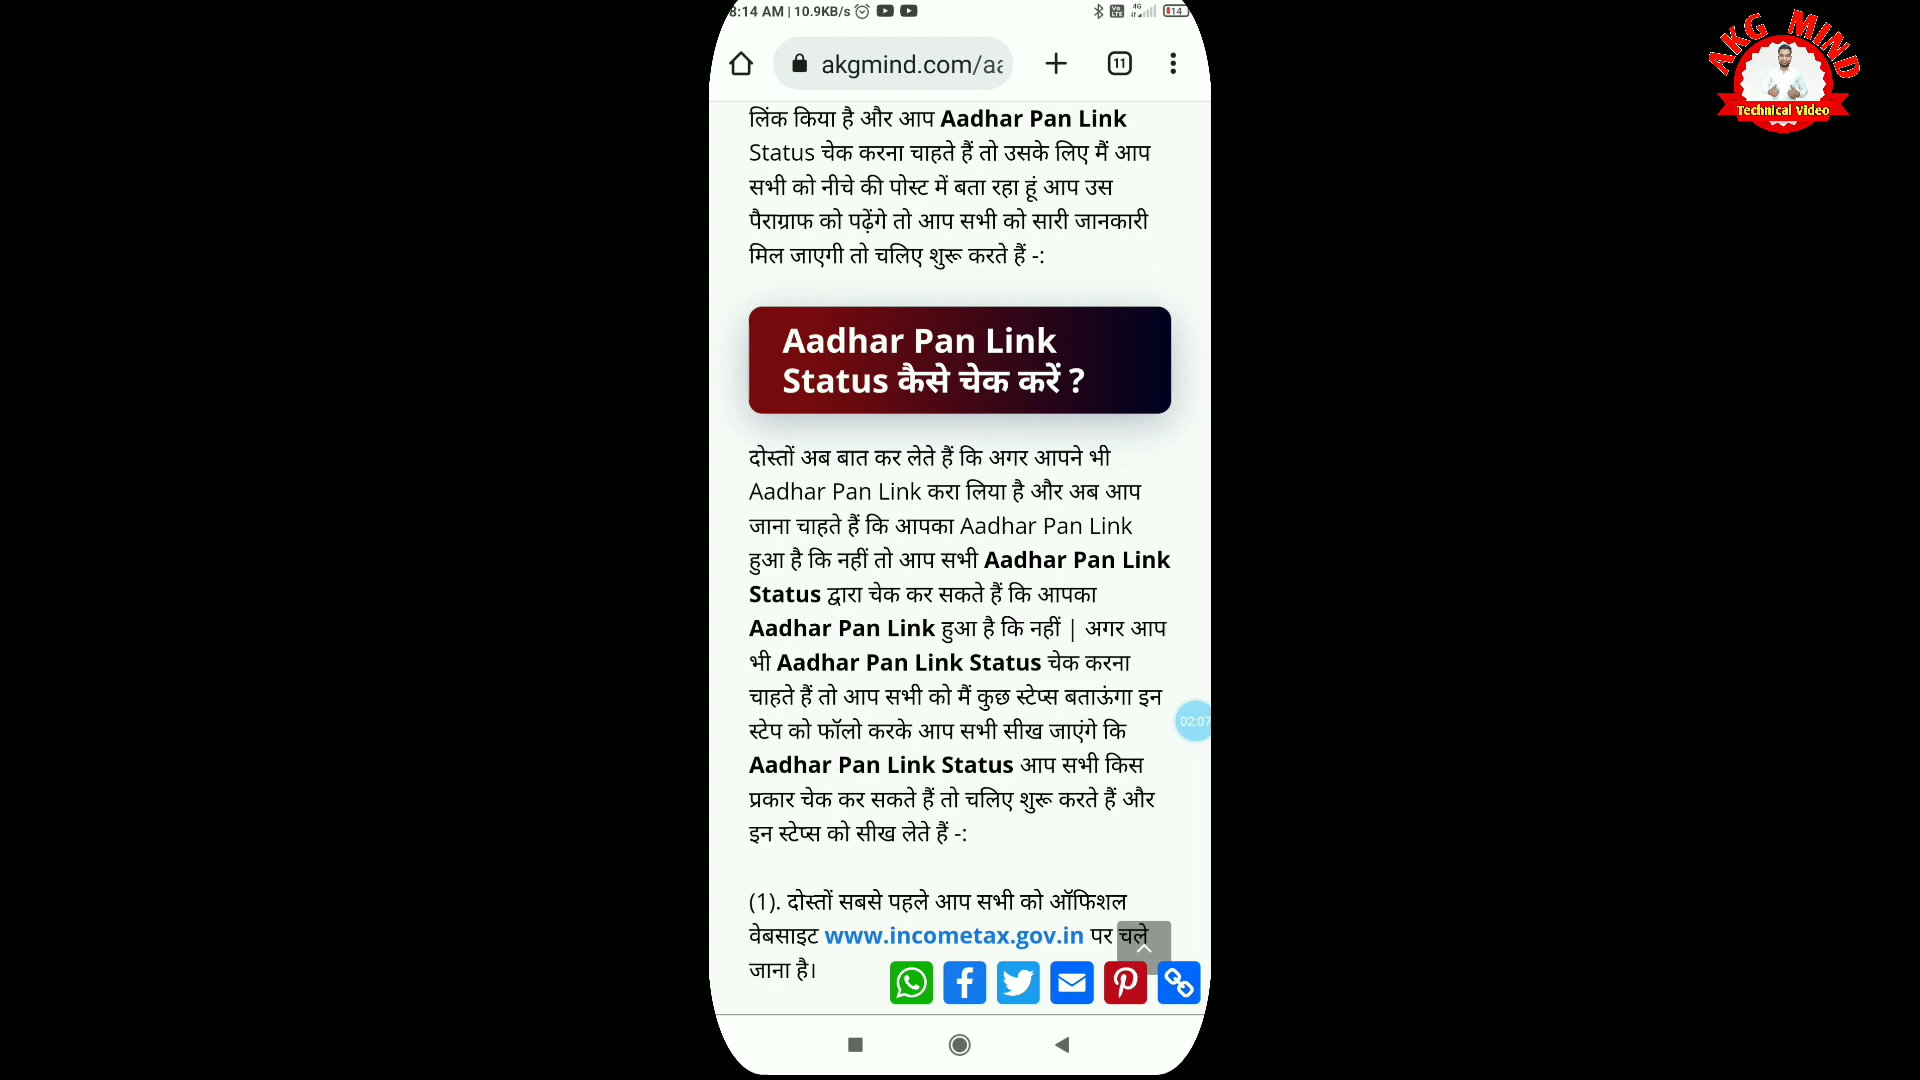 8:14 AM | 10.9KB/s
Vo LTE 4G 14
akgmind.com/aa
11
AKG MIND
Technical Video
लिंक किया है और आप Aadhar Pan Link
Status चेक करना चाहते हैं तो उसके लिए मैं आप
सभी को नीचे की पोस्ट में बता रहा हूं आप उस
पैराग्राफ को पढ़ेंगे तो आप सभी को सारी जानकारी
मिल जाएगी तो चलिए शुरू करते हैं -:
Aadhar Pan Link
Status कैसे चेक करें ?
दोस्तों अब बात कर लेते हैं कि अगर आपने भी
Aadhar Pan Link करा लिया है और अब आप
जाना चाहते हैं कि आपका Aadhar Pan Link
हुआ है कि नहीं तो आप सभी Aadhar Pan Link
Status द्वारा चेक कर सकते हैं कि आपका
Aadhar Pan Link हुआ है कि नहीं | अगर आप
भी Aadhar Pan Link Status चेक करना
चाहते हैं तो आप सभी को मैं कुछ स्टेप्स बताऊंगा इन
स्टेप को फॉलो करके आप सभी सीख जाएंगे कि
02:07
Aadhar Pan Link Status आप सभी किस
प्रकार चेक कर सकते हैं तो चलिए शुरू करते हैं और
इन स्टेप्स को सीख लेते हैं -:
(1). दोस्तों सबसे पहले आप सभी को ऑफिशल
वेबसाइट www.incometax.gov.in पर चले
जाना है।